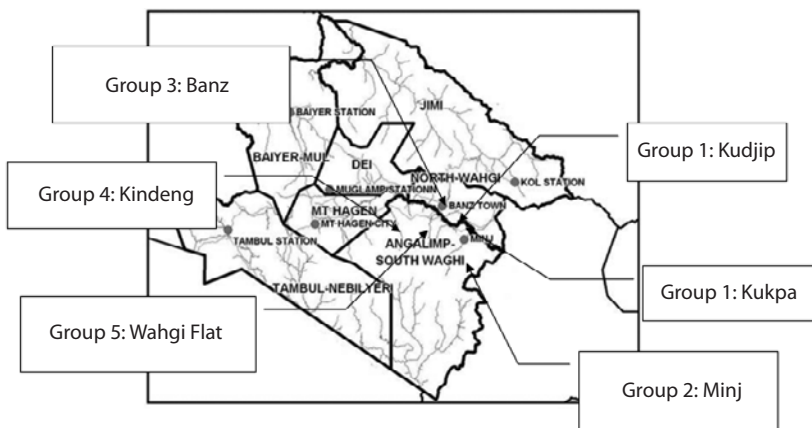 Group 3: Banz
JIMI
BAIYER STATION
Group 1: Kudjip
DEI
BAIYER-MUL
NORTH-WAHGI
KOL STATION
Group 4: Kindeng
MUGLAMP/STATIONN
BANZ TOWN
MT HAGEN
MT HAGEN-CITY
MINJ
TAMBUL STATION
ANGALIMP-
SOUTH WAGHI
TAMBUL-NEBILYER
Group 1: Kukpa
Group 5: Wahgi Flat
Group 2: Minj